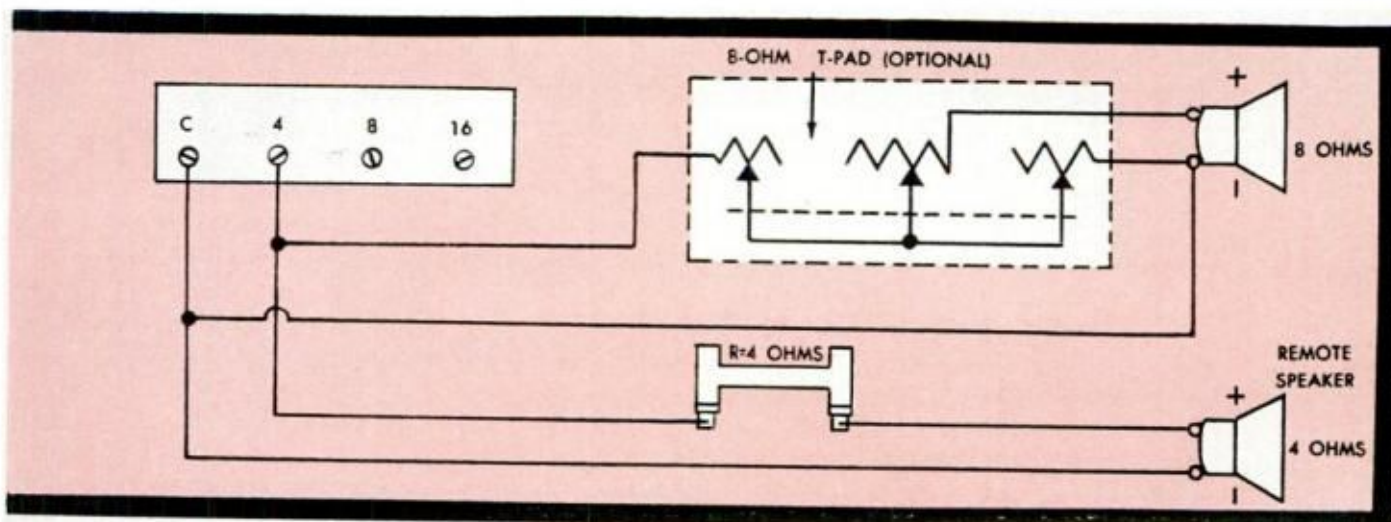 8-OHM T-PAD (OPTIONAL)
C 4 8 16
+
8 OHMS
-
R=4 OHMS
REMOTE
SPEAKER
+
4 OHMS
-